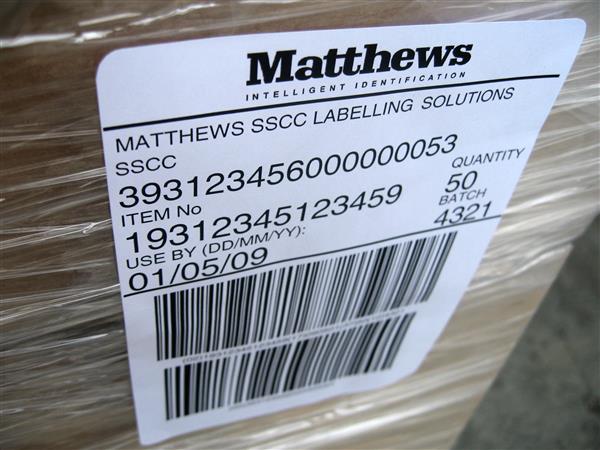 Matthews
INTELLIGENT IDENTIFICATION
MATTHEWS SSCC LABELLING SOLUTIONS
SSCC
393123456000000053
ITEM No
QUANTITY
19312345123459
50
USE BY (DD/MM/YY):
BATCH
01/05/09
4321